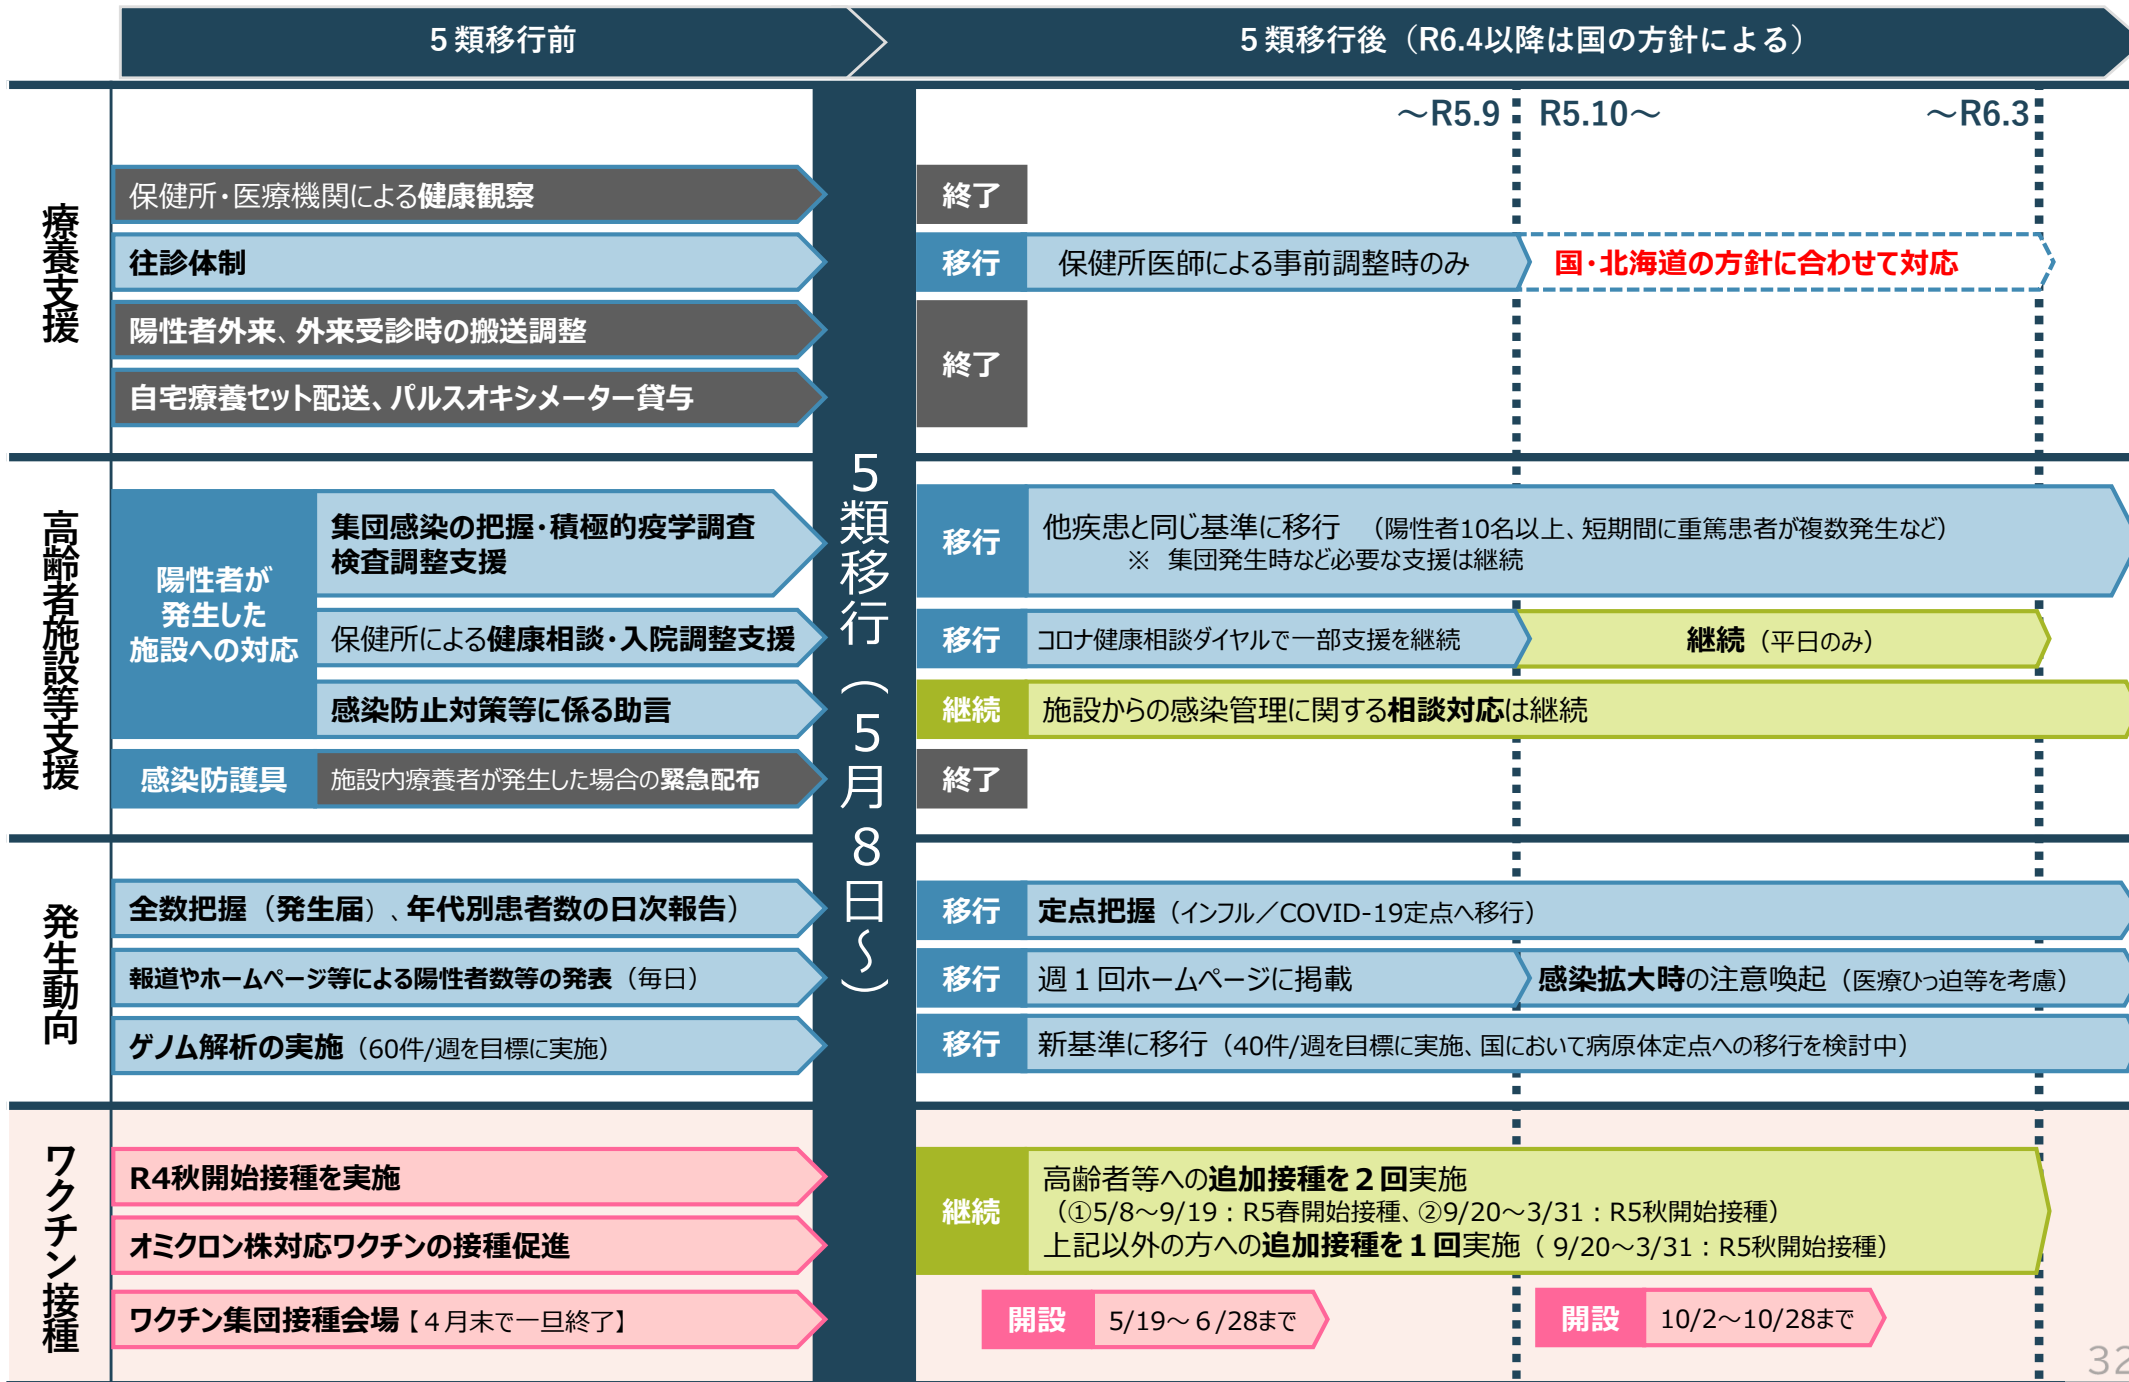 ５類移行前
５類移行後（R6.4以降は国の方針による）
～R5.9
R5.10～
～R6.3
５類移行（５月８日～）
療養支援
保健所・医療機関による健康観察
終了
往診体制
移行
保健所医師による事前調整時のみ
国・北海道の方針に合わせて対応
陽性者外来、外来受診時の搬送調整
自宅療養セット配送、パルスオキシメーター貸与
終了
高齢者施設等支援
陽性者が
発生した
施設への対応
集団感染の把握・積極的疫学調査
検査調整支援
移行
他疾患と同じ基準に移行　（陽性者10名以上、短期間に重篤患者が複数発生など）
※　集団発生時など必要な支援は継続
保健所による健康相談・入院調整支援
移行
コロナ健康相談ダイヤルで一部支援を継続
継続（平日のみ）
感染防止対策等に係る助言
継続
施設からの感染管理に関する相談対応は継続
感染防護具
施設内療養者が発生した場合の緊急配布
終了
発生動向
全数把握（発生届）、年代別患者数の日次報告）
移行
定点把握（インフル／COVID-19定点へ移行）
報道やホームページ等による陽性者数等の発表（毎日）
移行
週１回ホームページに掲載
感染拡大時の注意喚起（医療ひっ迫等を考慮）
ゲノム解析の実施（60件/週を目標に実施）
移行
新基準に移行（40件/週を目標に実施、国において病原体定点への移行を検討中）
ワクチン接種
R4秋開始接種を実施
オミクロン株対応ワクチンの接種促進
継続
高齢者等への追加接種を２回実施
（①5/8～9/19：R5春開始接種、②9/20～3/31：R5秋開始接種）
上記以外の方への追加接種を１回実施（ 9/20～3/31：R5秋開始接種）
ワクチン集団接種会場【４月末で一旦終了】
開設
5/19～６/28まで
開設
10/2～10/28まで
32